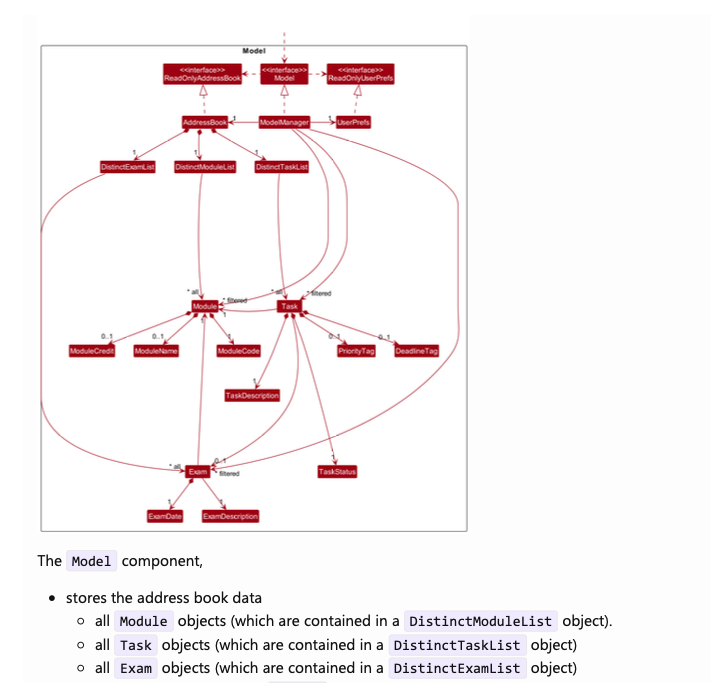 Model
<<interface>> <<interface>> <<interface>>
ReadOnlyAddressBook Model ReadOnlyUserPrefs
AddressBook 1 ModelManager 1 UserPrefs
1 1 1
DistinctExamList DistinctModuleList DistinctTaskList
* all * filtered * all * filtered
Module 1 Task
1
0..1 0..1 1 0..1 0..1
ModuleCredit ModuleName ModuleCode PriorityTag DeadlineTag
1
TaskDescription
* all 0..1 1
Exam * filtered TaskStatus
1 1
ExamDate ExamDescription
The Model component,
• stores the address book data
◦ all Module objects (which are contained in a DistinctModuleList object).
◦ all Task objects (which are contained in a DistinctTaskList object)
◦ all Exam objects (which are contained in a DistinctExamList object)